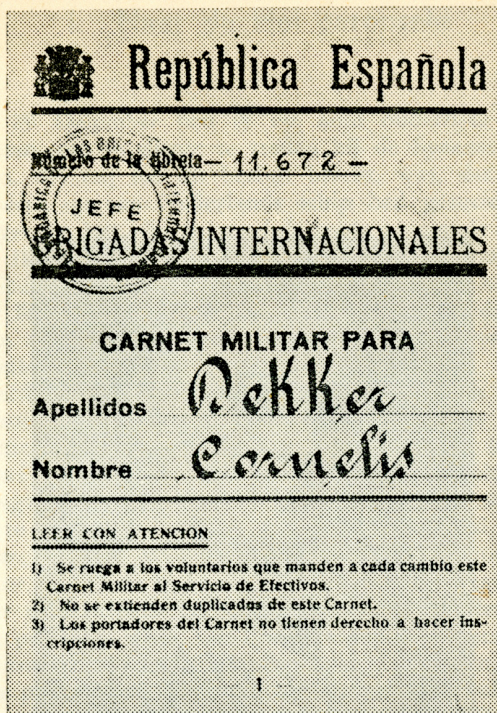 República Española
Número de la libreta— 11.672 —
JEFE
BRIGADAS INTERNACIONALES
CARNET MILITAR PARA
Apellidos Dekker
Nombre Cornelis
LEER CON ATENCION
1) Se ruega a los voluntarios que manden a cada cambio este
Carnet Militar al Servicio de Efectivos.
2) No se extienden duplicados de este Carnet.
3) Los portadores del Carnet no tienen derecho a hacer ins-
cripciones.
1